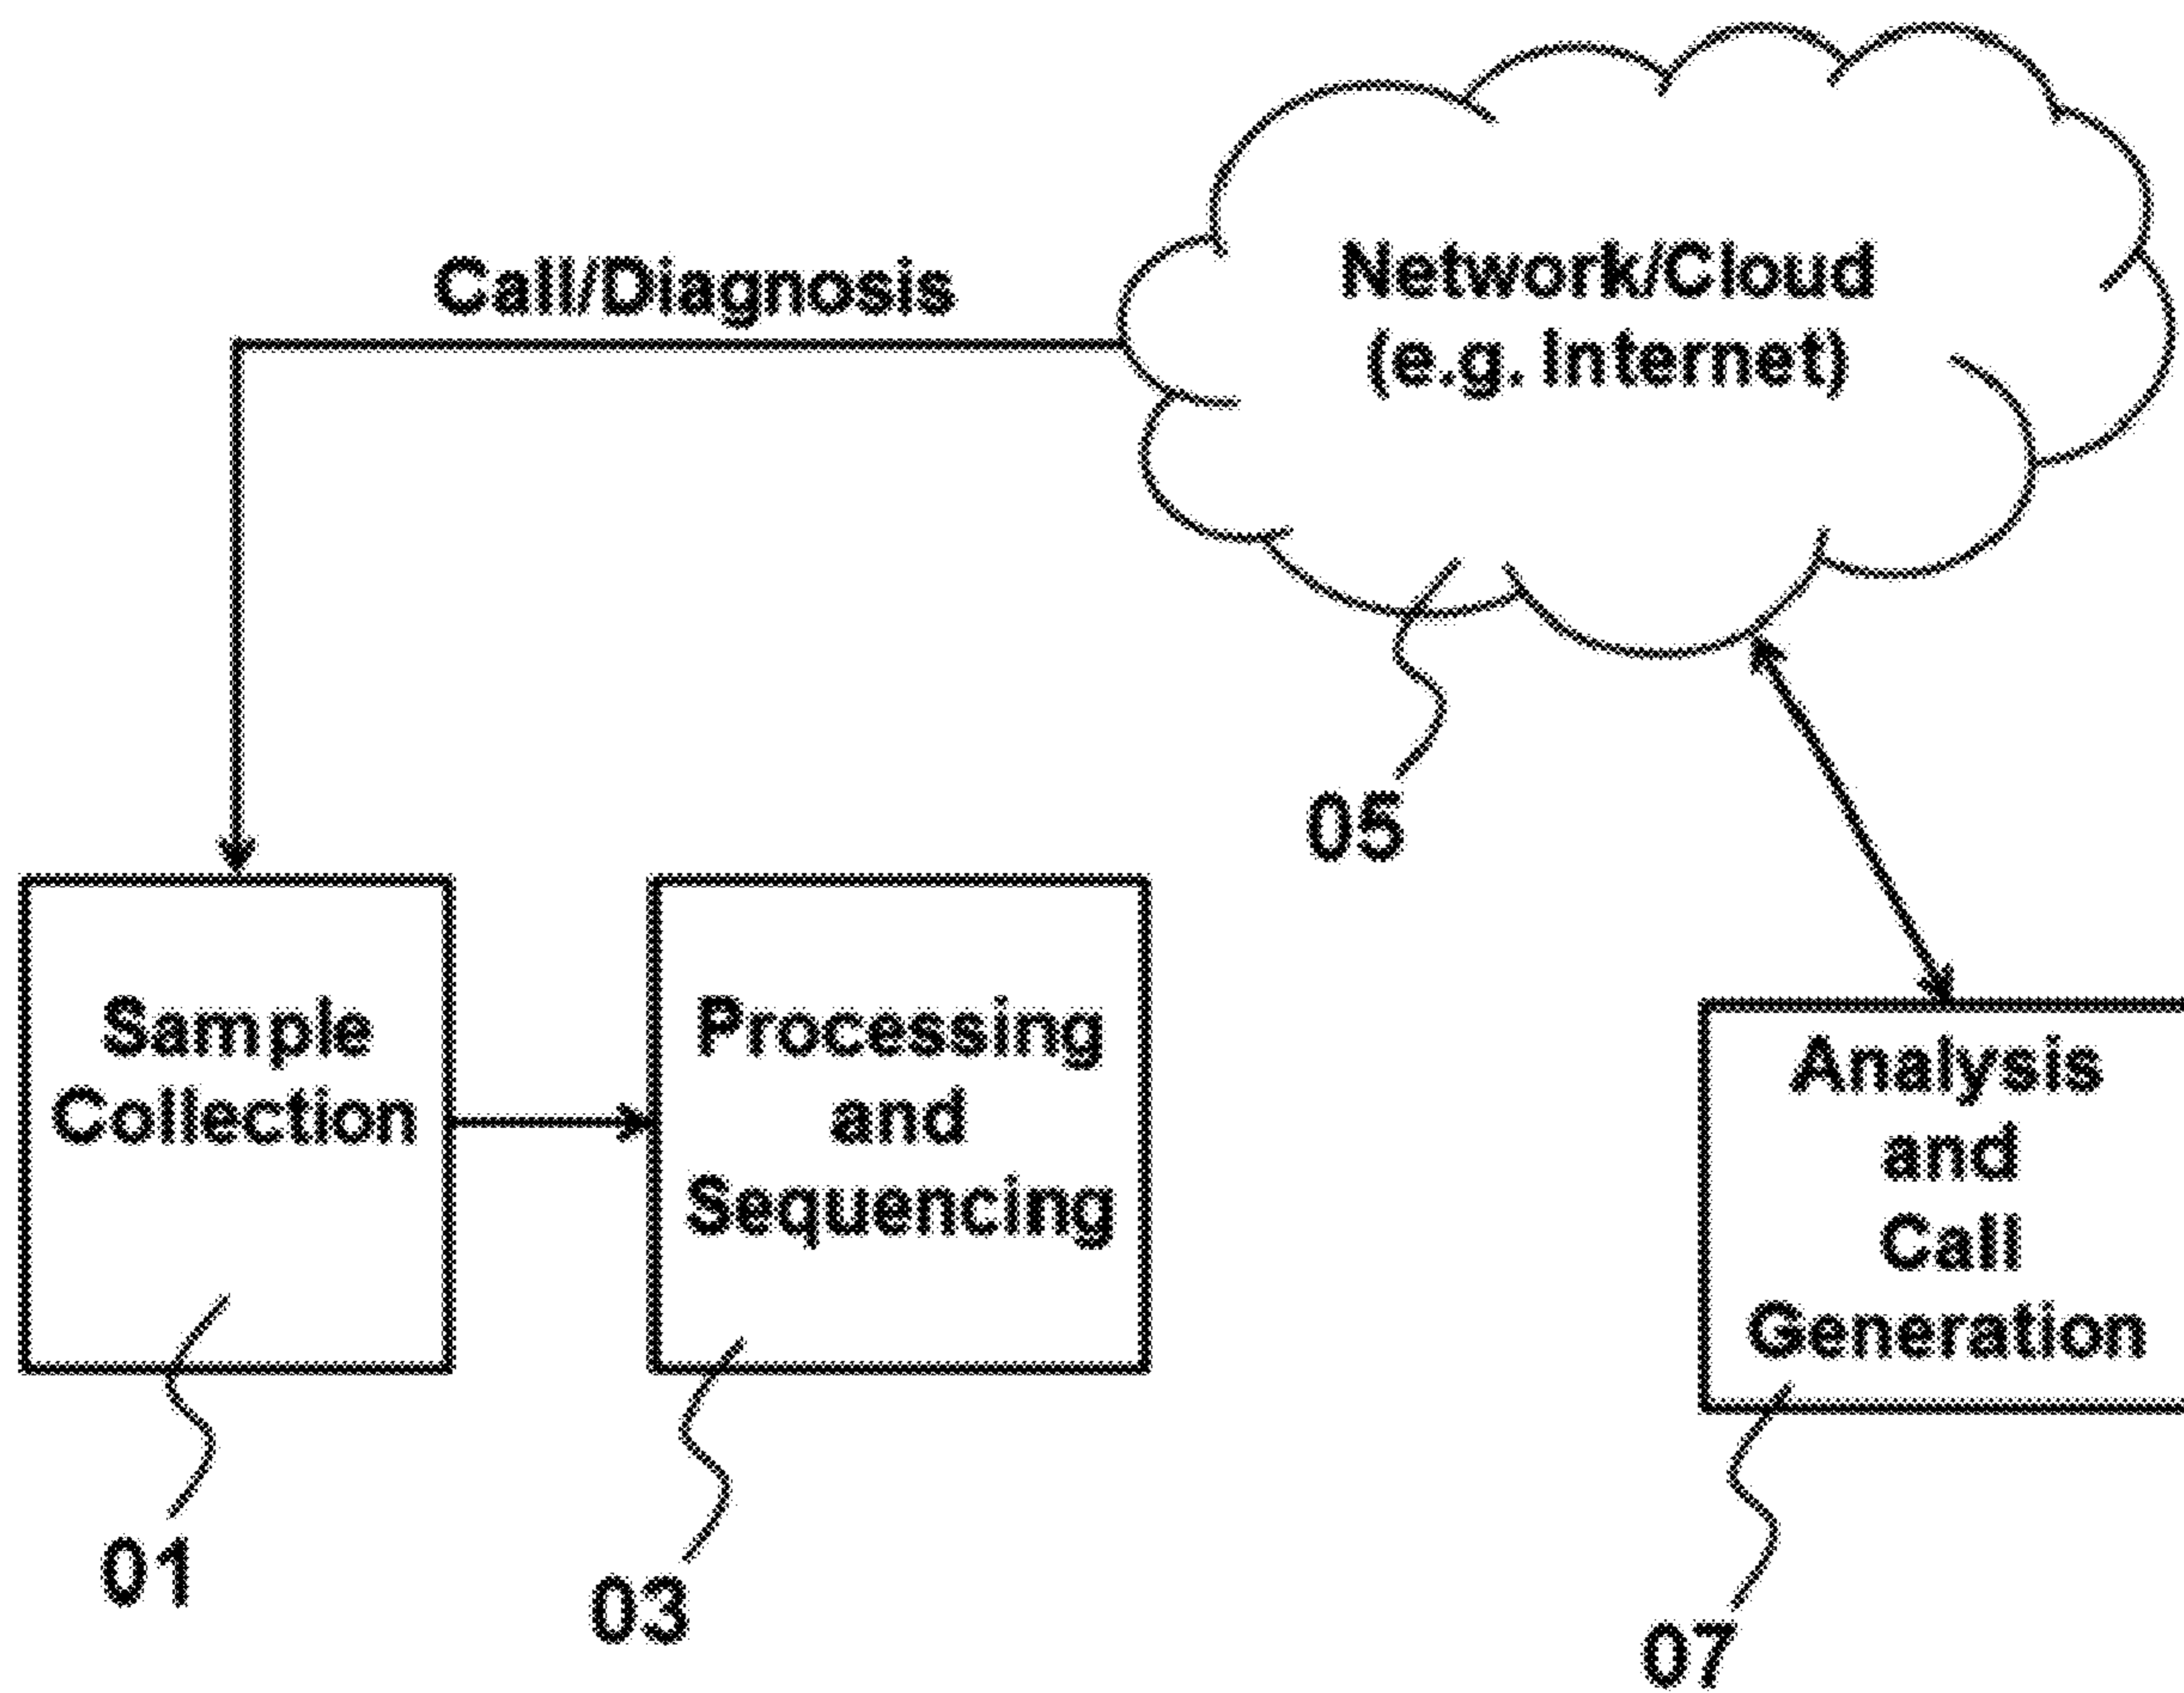 Network/Cloud
(e.g. Internet)
Call/Diagnosis
05
Sample
Collection
Processing
and
Sequencing
Analysis
and
Call
Generation
01
03
07